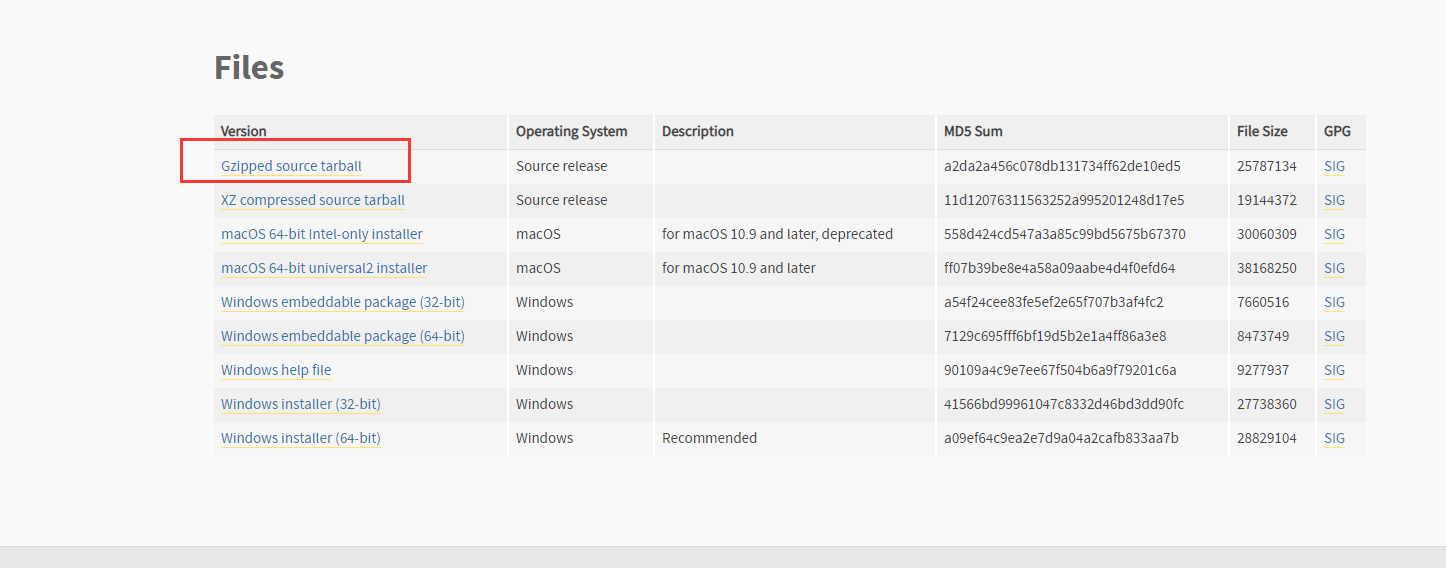 Files
Version Operating System Description MD5 Sum File Size GPG
Gzipped source tarball Source release a2da2a456c078db131734ff62de10ed5 25787134 SIG
XZ compressed source tarball Source release 11d12076311563252a995201248d17e5 19144372 SIG
macOS 64-bit Intel-only installer macOS for macOS 10.9 and later, deprecated 558d424cd547a3a85c99bd5675b67370 30060309 SIG
macOS 64-bit universal2 installer macOS for macOS 10.9 and later ff07b39be8e4a58a09aabe4d4f0efd64 38168250 SIG
Windows embeddable package (32-bit) Windows a54f24cee83fe5ef2e65f707b3af4fc2 7660516 SIG
Windows embeddable package (64-bit) Windows 7129c695fff6bf19d5b2e1a4ff86a3e8 8473749 SIG
Windows help file Windows 90109a4c9e7ee67f504b6a9f79201c6a 9277937 SIG
Windows installer (32-bit) Windows 41566bd99961047c8332d46bd3dd90fc 27738360 SIG
Windows installer (64-bit) Windows Recommended a09ef64c9ea2e7d9a04a2cafb833aa7b 28829104 SIG